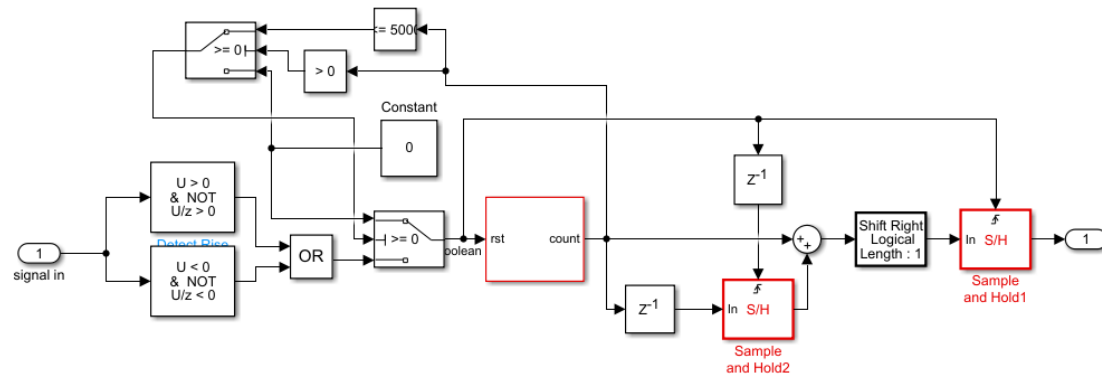 <= 500
>= 0
> 0
Constant
0
U > 0
& NOT
U/z > 0
Detect Rise
1
signal in
U < 0
& NOT
U/z < 0
OR
>= 0
oolean
rst
count
Z-1
Z-1
In
S/H
Sample
and Hold2
+
+
Shift Right
Logical
Length : 1
In
S/H
Sample
and Hold1
1